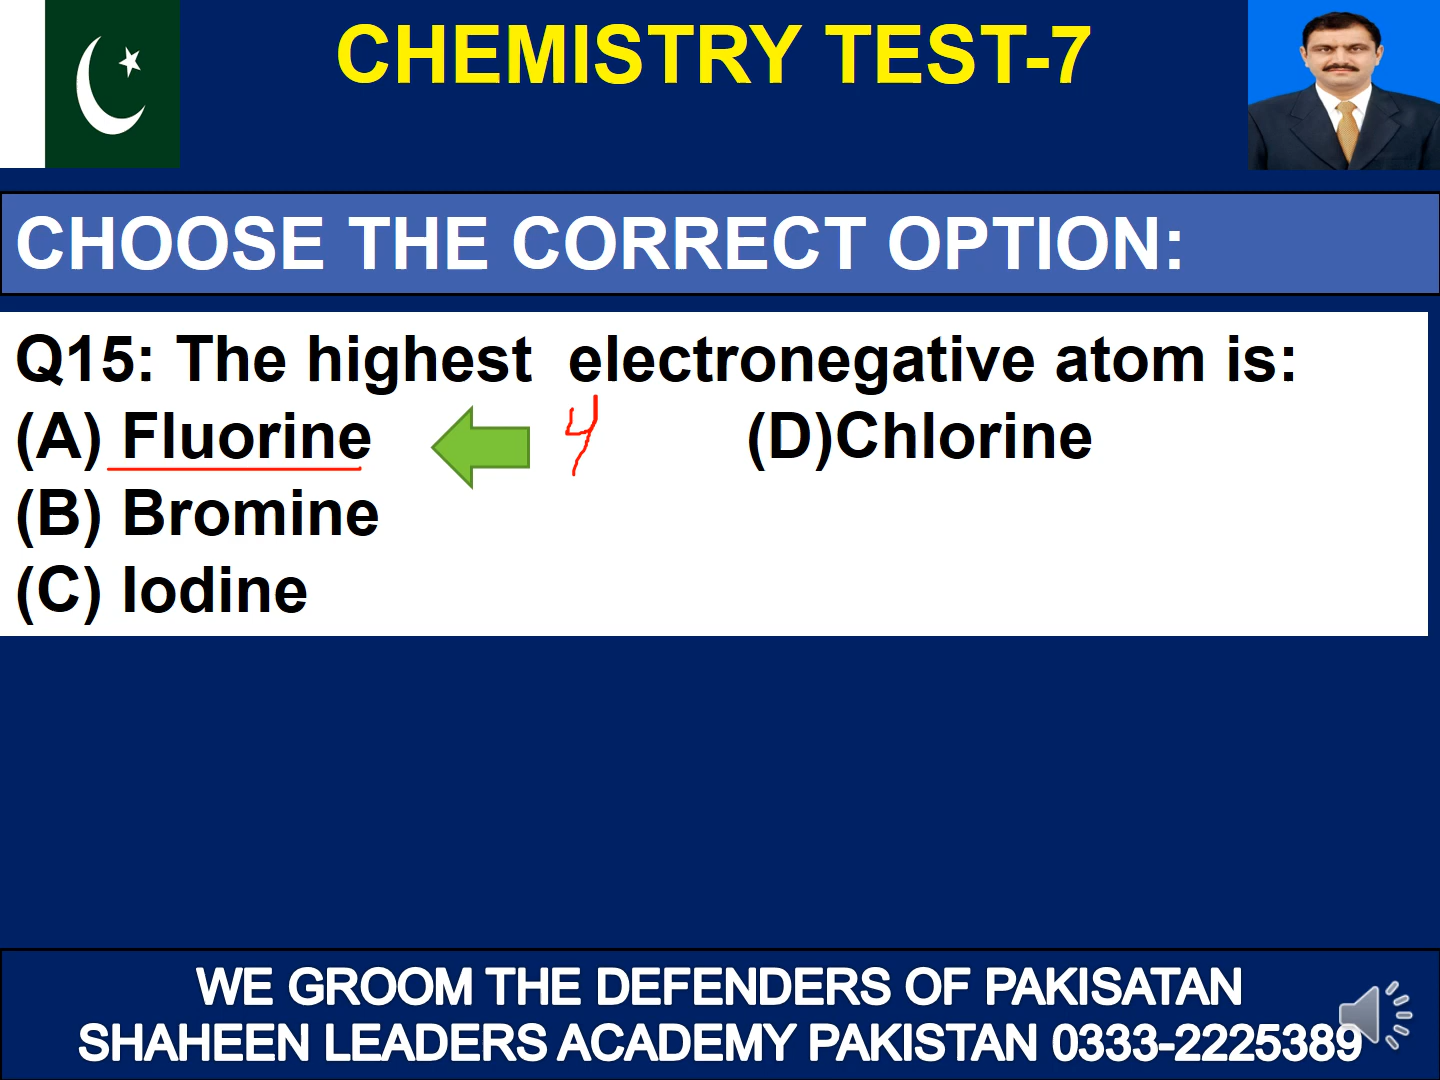 CHEMISTRY TEST-7
CHOOSE THE CORRECT OPTION:
Q15: The highest electronegative atom is:
(A) Fluorine 4 (D)Chlorine
(B) Bromine
(C) Iodine
WE GROOM THE DEFENDERS OF PAKISATAN
SHAHEEN LEADERS ACADEMY PAKISTAN 0333-2225389